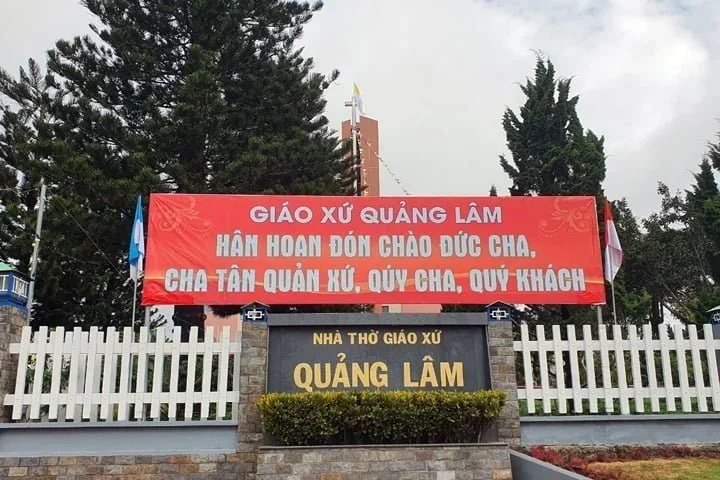 GIÁO XỨ QUẢNG LÂM
HÂN HOAN ĐÓN CHÀO ĐỨC CHA,
CHA TÂN QUẢN XỨ, QÚY CHA, QUÝ KHÁCH
NHÀ THỜ GIÁO XỨ
QUẢNG LÂM